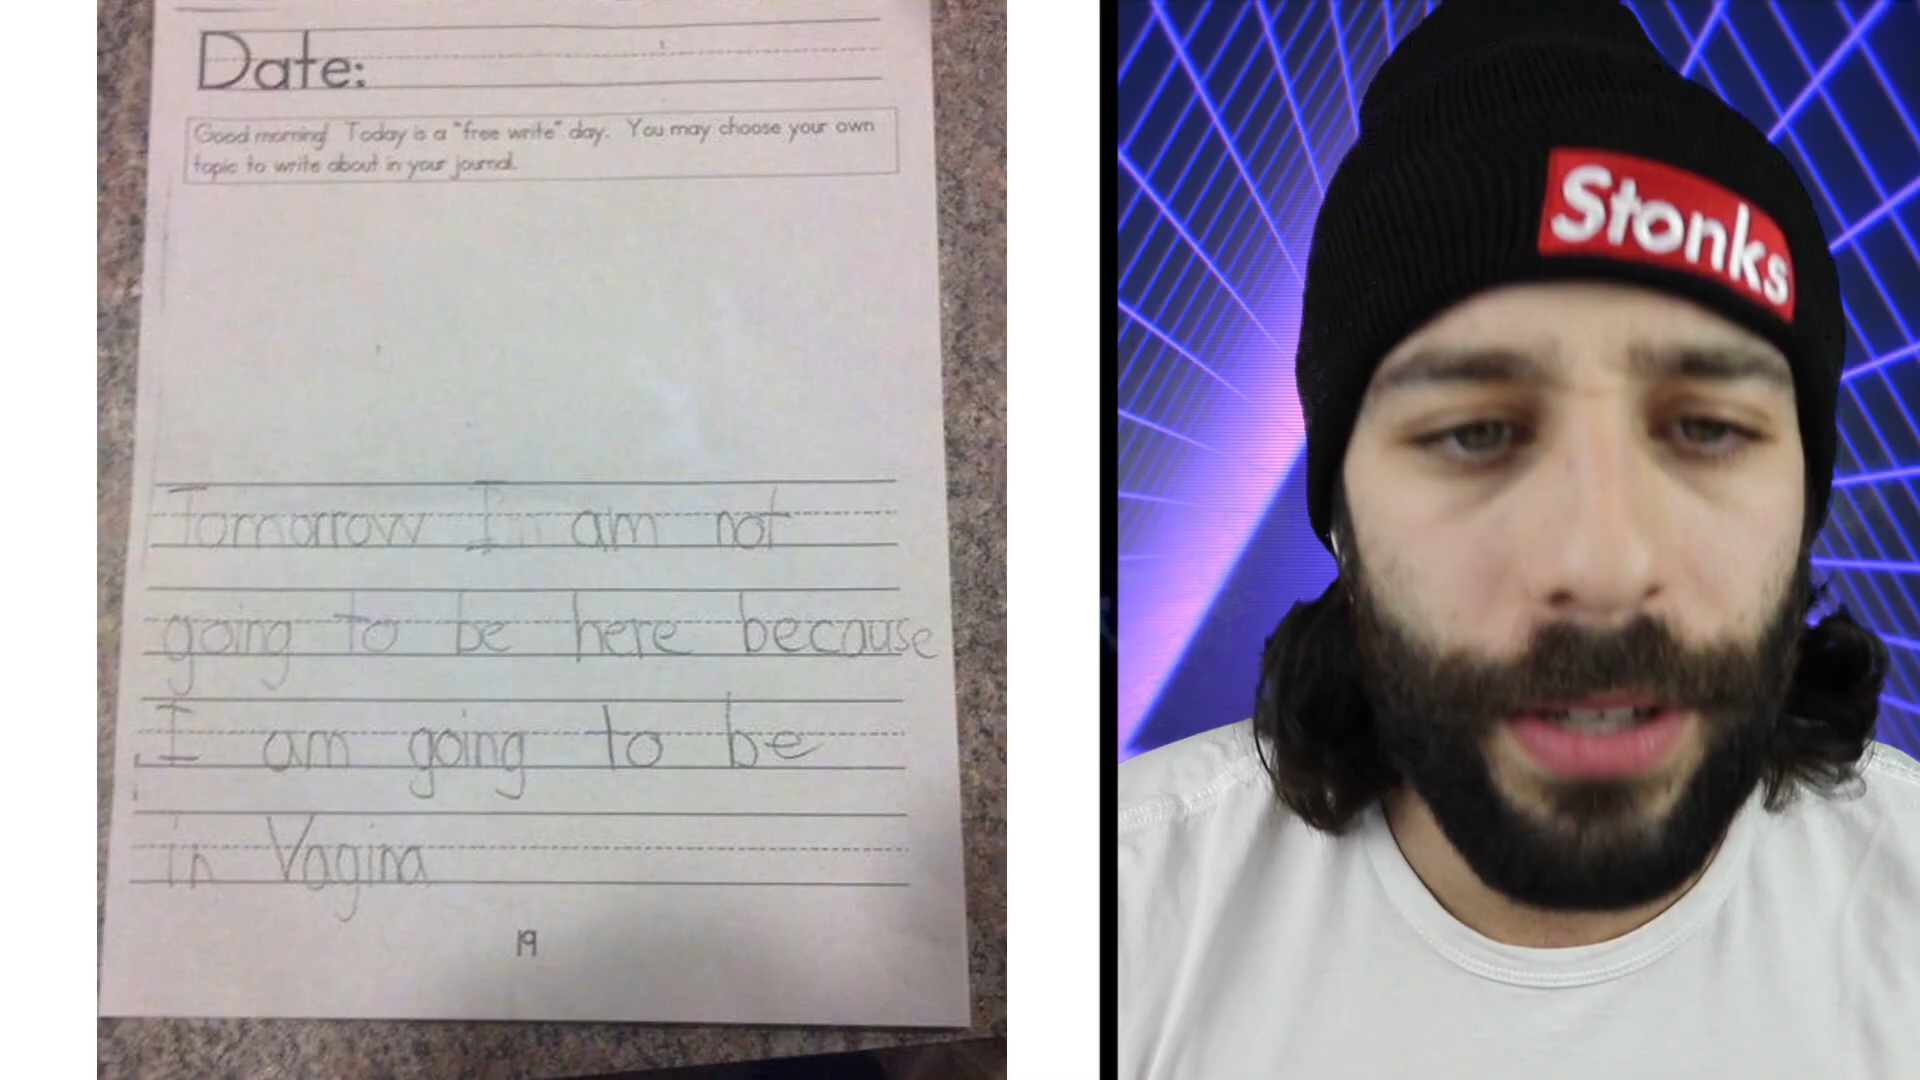 Date:
Good morning! Today is a "free write" day. You may choose your own
topic to write about in your journal.
Tomorrow I am not
going to be here because
I am going to be
in Vagina
19
Stonks